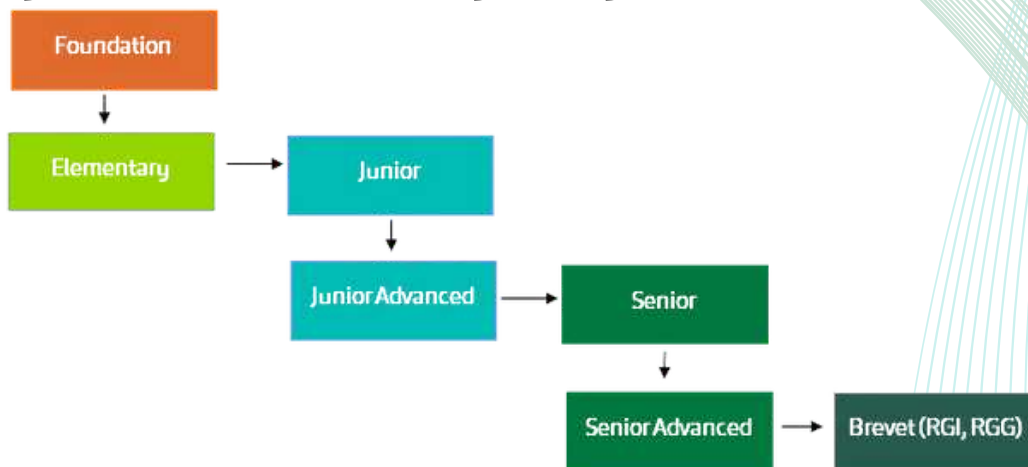 Foundation
Elementary
Junior
Junior Advanced
Senior
Senior Advanced
Brevet (RGI, RGG)